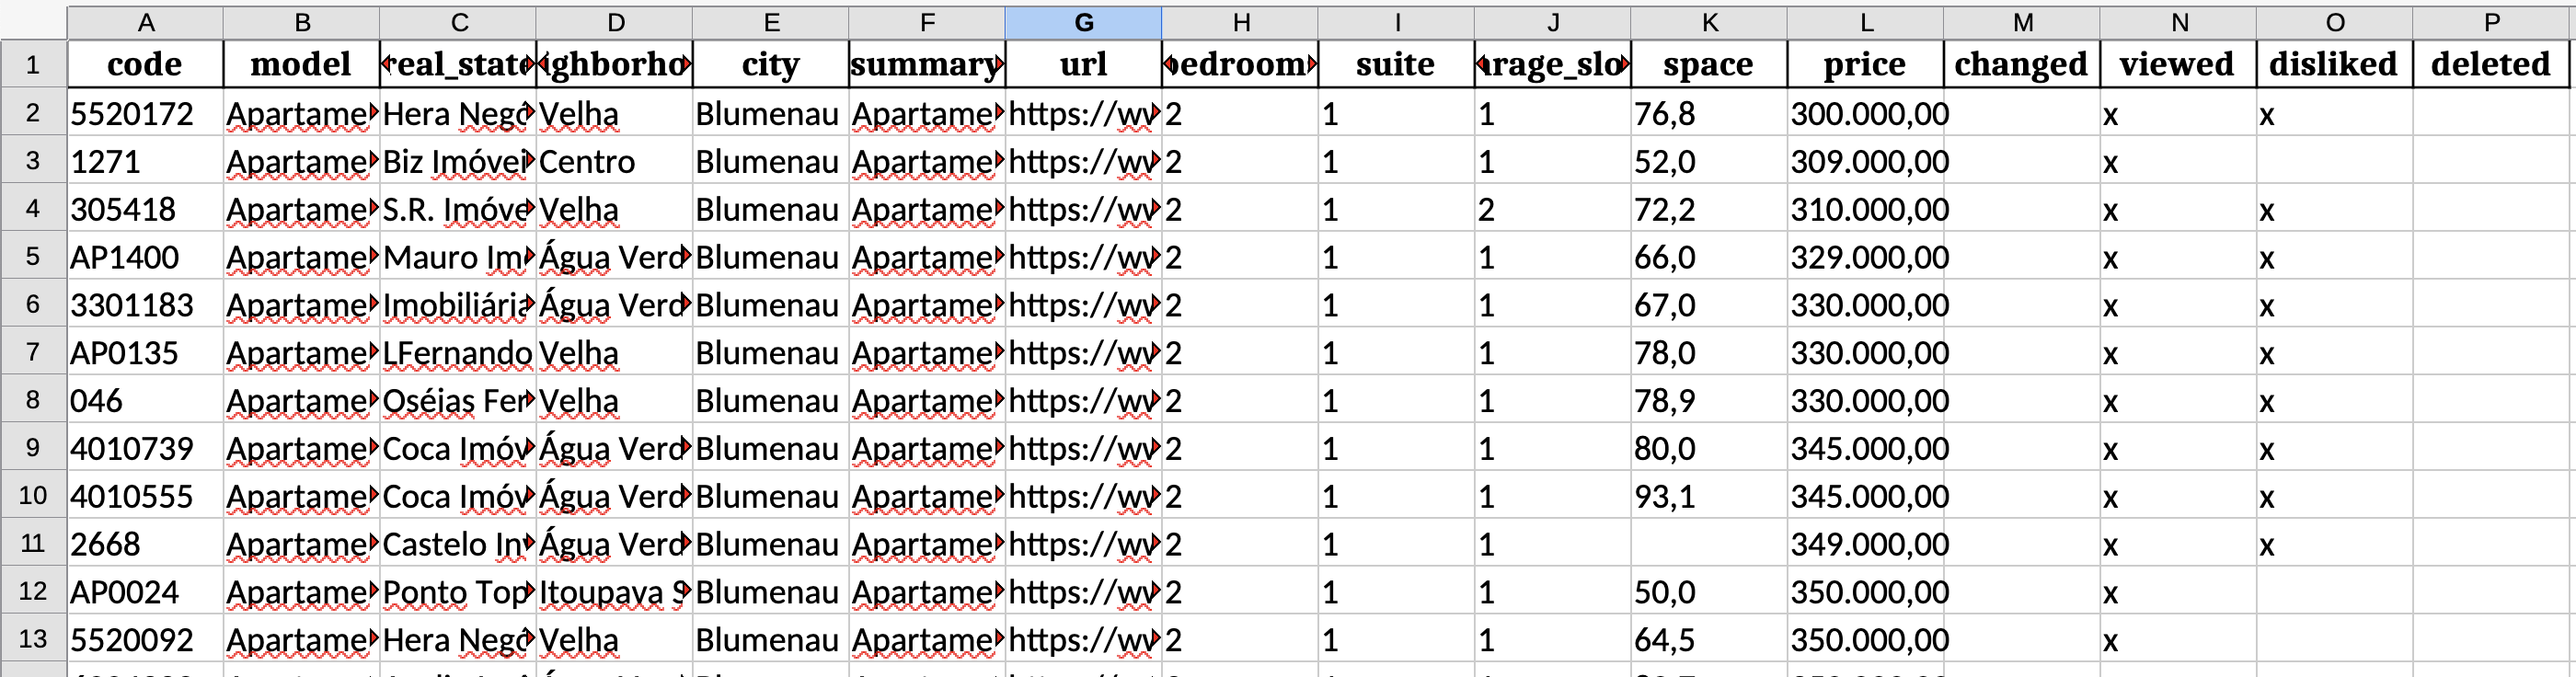 A B C D E F G H I J K L M N O P
1 code model real_state ighborho city summary url bedroom suite arage_slo space price changed viewed disliked deleted
2 5520172 Apartame Hera Negó Velha Blumenau Apartame https://wv 2 1 1 76,8 300.000,00 x x
3 1271 Apartame Biz Imóvei Centro Blumenau Apartame https://wv 2 1 1 52,0 309.000,00 x
4 305418 Apartame S.R. Imóve Velha Blumenau Apartame https://wv 2 1 2 72,2 310.000,00 x x
5 AP1400 Apartame Mauro Im Água Verd Blumenau Apartame https://wv 2 1 1 66,0 329.000,00 x x
6 3301183 Apartame Imobiliária Água Verd Blumenau Apartame https://wv 2 1 1 67,0 330.000,00 x x
7 AP0135 Apartame LFernando Velha Blumenau Apartame https://wv 2 1 1 78,0 330.000,00 x x
8 046 Apartame Oséias Fer Velha Blumenau Apartame https://wv 2 1 1 78,9 330.000,00 x x
9 4010739 Apartame Coca Imóv Água Verd Blumenau Apartame https://wv 2 1 1 80,0 345.000,00 x x
10 4010555 Apartame Coca Imóv Água Verd Blumenau Apartame https://wv 2 1 1 93,1 345.000,00 x x
11 2668 Apartame Castelo In Água Verd Blumenau Apartame https://wv 2 1 1 349.000,00 x x
12 AP0024 Apartame Ponto Top Itoupava S Blumenau Apartame https://wv 2 1 1 50,0 350.000,00 x
13 5520092 Apartame Hera Negó Velha Blumenau Apartame https://wv 2 1 1 64,5 350.000,00 x